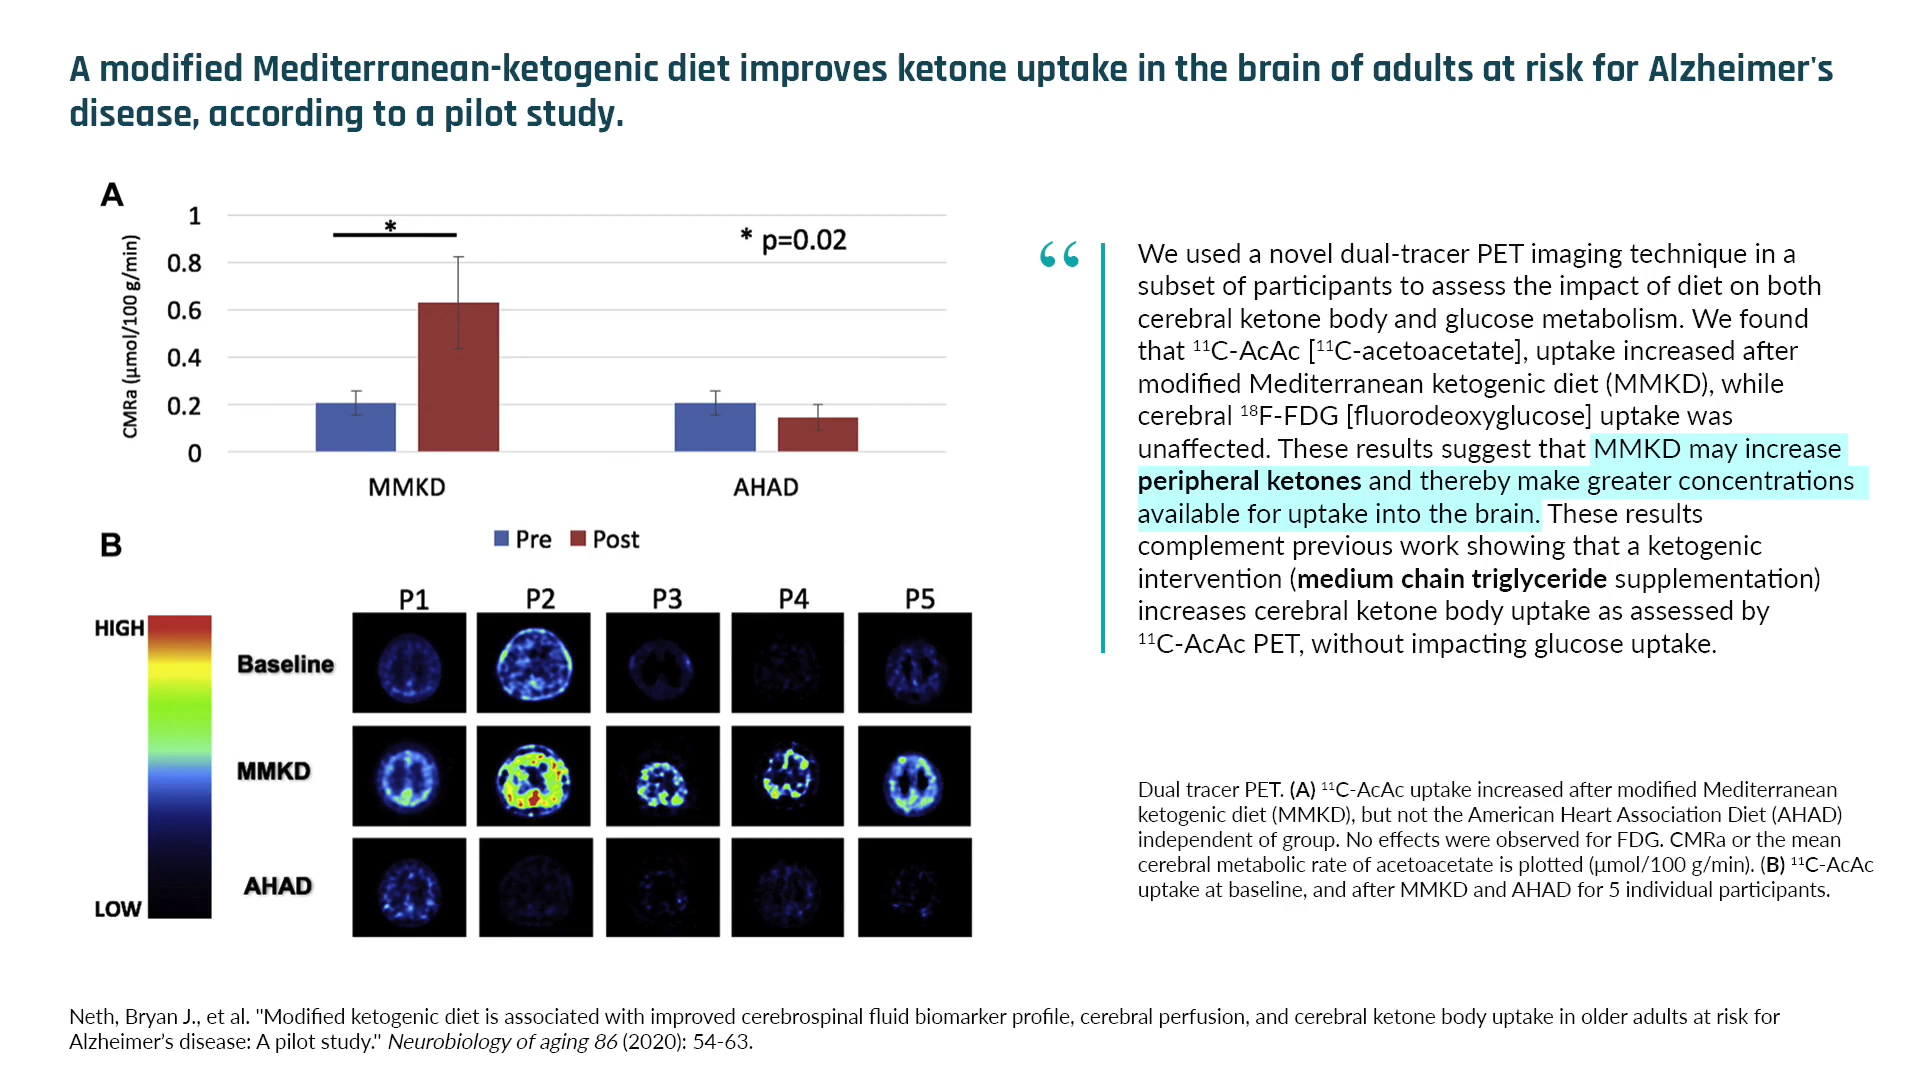 A modified Mediterranean-ketogenic diet improves ketone uptake in the brain of adults at risk for Alzheimer's
disease, according to a pilot study.
A
CMRa (µmol/100 g/min)
1
0.8
0.6
0.4
0.2
0
*
* p=0.02
MMKD
AHAD
Pre
Post
B
P1
P2
P3
P4
P5
HIGH
LOW
Baseline
MMKD
AHAD
“
We used a novel dual-tracer PET imaging technique in a
subset of participants to assess the impact of diet on both
cerebral ketone body and glucose metabolism. We found
that ¹¹C-AcAc [¹¹C-acetoacetate], uptake increased after
modified Mediterranean ketogenic diet (MMKD), while
cerebral ¹⁸F-FDG [fluorodeoxyglucose] uptake was
unaffected. These results suggest that MMKD may increase
peripheral ketones and thereby make greater concentrations
available for uptake into the brain. These results
complement previous work showing that a ketogenic
intervention (medium chain triglyceride supplementation)
increases cerebral ketone body uptake as assessed by
¹¹C-AcAc PET, without impacting glucose uptake.
Dual tracer PET. (A) ¹¹C-AcAc uptake increased after modified Mediterranean
ketogenic diet (MMKD), but not the American Heart Association Diet (AHAD)
independent of group. No effects were observed for FDG. CMRa or the mean
cerebral metabolic rate of acetoacetate is plotted (µmol/100 g/min). (B) ¹¹C-AcAc
uptake at baseline, and after MMKD and AHAD for 5 individual participants.
Neth, Bryan J., et al. "Modified ketogenic diet is associated with improved cerebrospinal fluid biomarker profile, cerebral perfusion, and cerebral ketone body uptake in older adults at risk for
Alzheimer’s disease: A pilot study." Neurobiology of aging 86 (2020): 54-63.